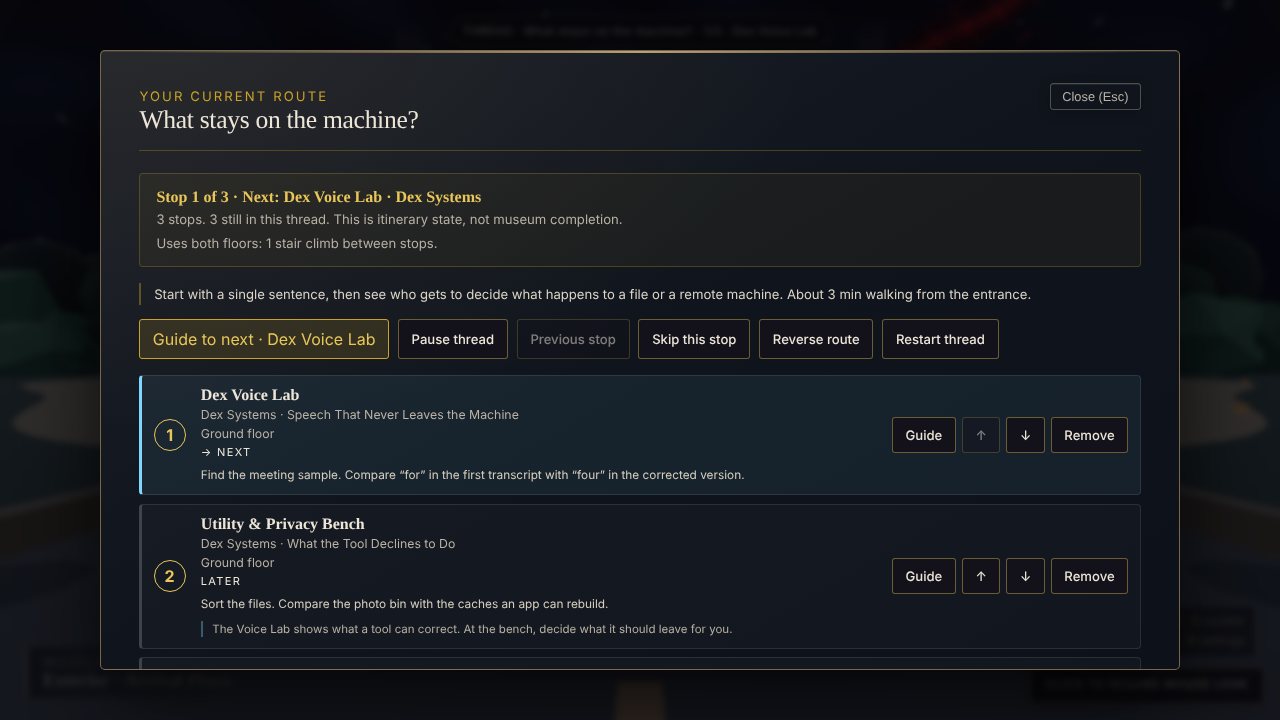 YOUR CURRENT ROUTE
What stays on the machine?
Close (Esc)
Stop 1 of 3 · Next: Dex Voice Lab · Dex Systems
3 stops. 3 still in this thread. This is itinerary state, not museum completion.
Uses both floors: 1 stair climb between stops.
Start with a single sentence, then see who gets to decide what happens to a file or a remote machine. About 3 min walking from the entrance.
Guide to next · Dex Voice Lab
Pause thread
Previous stop
Skip this stop
Reverse route
Restart thread
1
Dex Voice Lab
Dex Systems · Speech That Never Leaves the Machine
Ground floor
→ NEXT
Find the meeting sample. Compare “for” in the first transcript with “four” in the corrected version.
Guide
↑
↓
Remove
2
Utility & Privacy Bench
Dex Systems · What the Tool Declines to Do
Ground floor
LATER
Sort the files. Compare the photo bin with the caches an app can rebuild.
The Voice Lab shows what a tool can correct. At the bench, decide what it should leave for you.
Guide
↑
↓
Remove